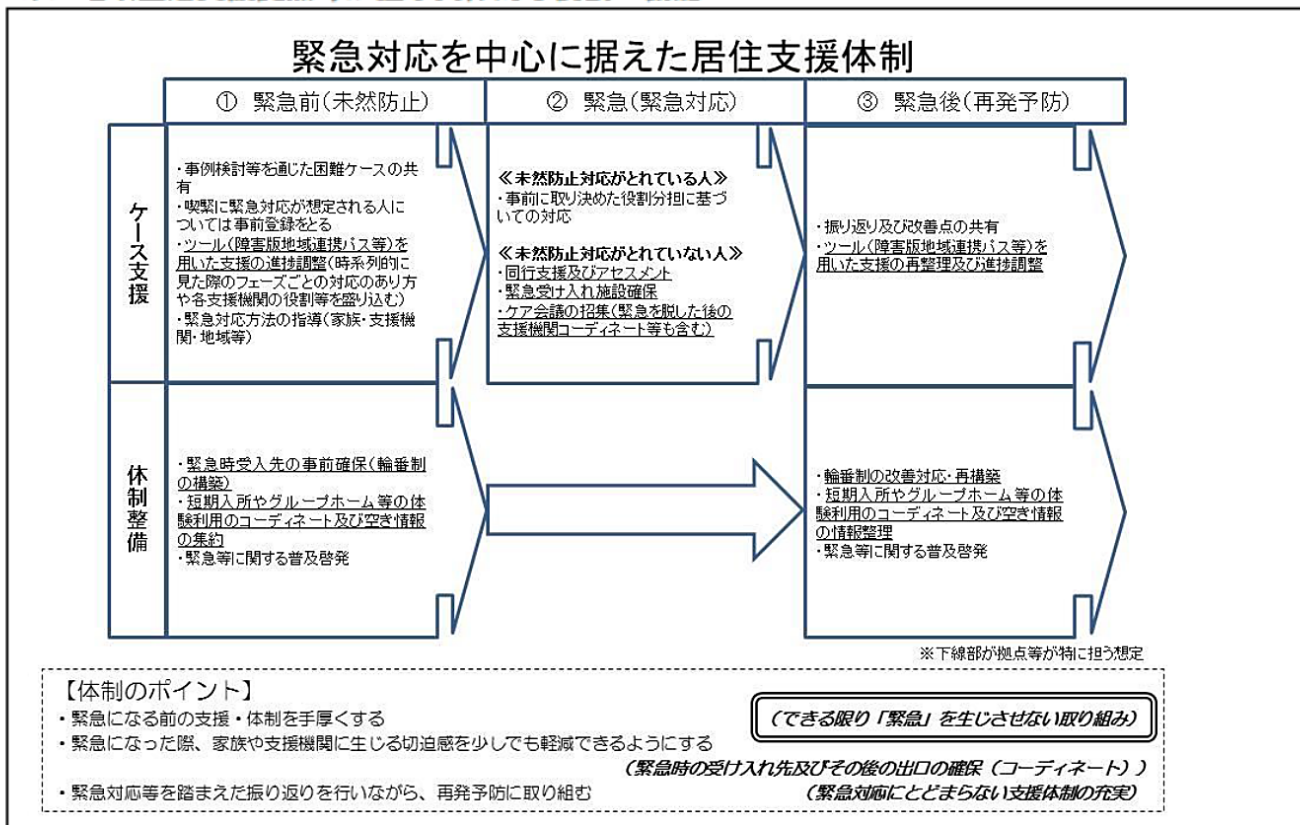 緊急対応を中心に据えた居住支援体制
① 緊急前(未然防止)
② 緊急(緊急対応)
③ 緊急後(再発予防)
ケース支援
・事例検討等を通じた困難ケースの共
有
・喫緊に緊急対応が想定される人に
ついては事前登録をとる
・ツール(障害版地域連携パス等)を
用いた支援の進捗調整(時系列的に
見た際のフェーズごとの対応のあり方
や各支援機関の役割等を盛り込む)
・緊急対応方法の指導(家族・支援機
関・地域等)
≪未然防止対応がとれている人≫
・事前に取り決めた役割分担に基づ
いての対応
≪未然防止対応がとれていない人≫
・同行支援及びアセスメント
・緊急受け入れ施設確保
・ケア会議の招集(緊急を脱した後の
支援機関コーディネート等も含む)
・振り返り及び改善点の共有
・ツール(障害版地域連携パス等)を
用いた支援の再整理及び進捗調整
体制整備
・緊急時受入先の事前確保(輪番制
の構築)
・短期入所やグループホーム等の体
験利用のコーディネート及び空き情報
の集約
・緊急等に関する普及啓発
・輪番制の改善対応・再構築
・短期入所やグループホーム等の体
験利用のコーディネート及び空き情報
の情報整理
・緊急等に関する普及啓発
※下線部が拠点等が特に担う想定
【体制のポイント】
・緊急になる前の支援・体制を手厚くする
(できる限り「緊急」を生じさせない取り組み)
・緊急になった際、家族や支援機関に生じる切迫感を少しでも軽減できるようにする
(緊急時の受け入れ先及びその後の出口の確保(コーディネート))
・緊急対応等を踏まえた振り返りを行いながら、再発予防に取り組む
(緊急対応にとどまらない支援体制の充実)